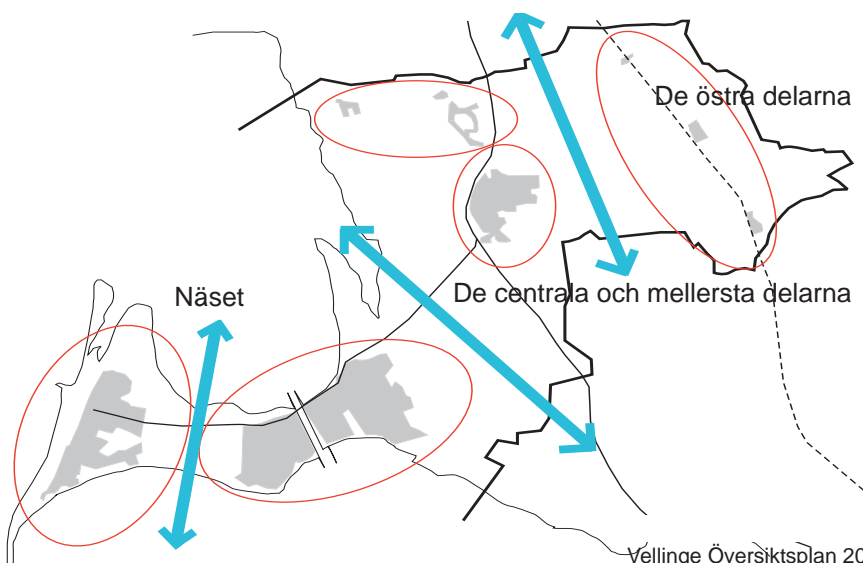 De östra delarna
Näset
De centrala och mellersta delarna
Vellinge Översiktsplan 20